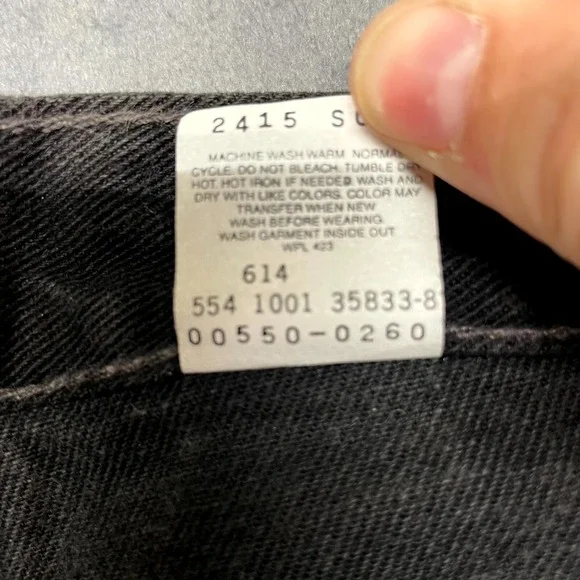 2415
MACHINE WASH WARM NORMAL
CYCLE. DO NOT BLEACH. TUMBLE DRY
HOT. HOT IRON IF NEEDED. WASH AND
DRY WITH LIKE COLORS. COLOR MAY
TRANSFER WHEN NEW
WASH BEFORE WEARING.
WASH GARMENT INSIDE OUT
WPL 423
614
554 1001 35833-8
00550-0260